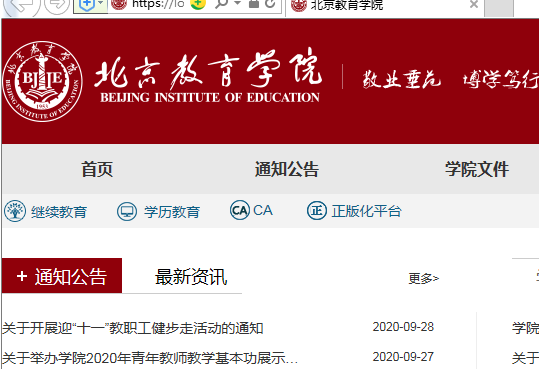 https://lo
北京教育学院
北京教育学院
BEIJING INSTITUTE OF EDUCATION
敬业垂范 博学笃行
BJIE
BEIJING INSTITUTE OF EDUCATION
1953
首页 通知公告 学院文件
继续教育 学历教育 CA CA 正 正版化平台
+ 通知公告 最新资讯 更多>
关于开展迎“十一”教职工健步走活动的通知 2020-09-28 学院
关于举办学院2020年青年教师教学基本功展示… 2020-09-27 关于